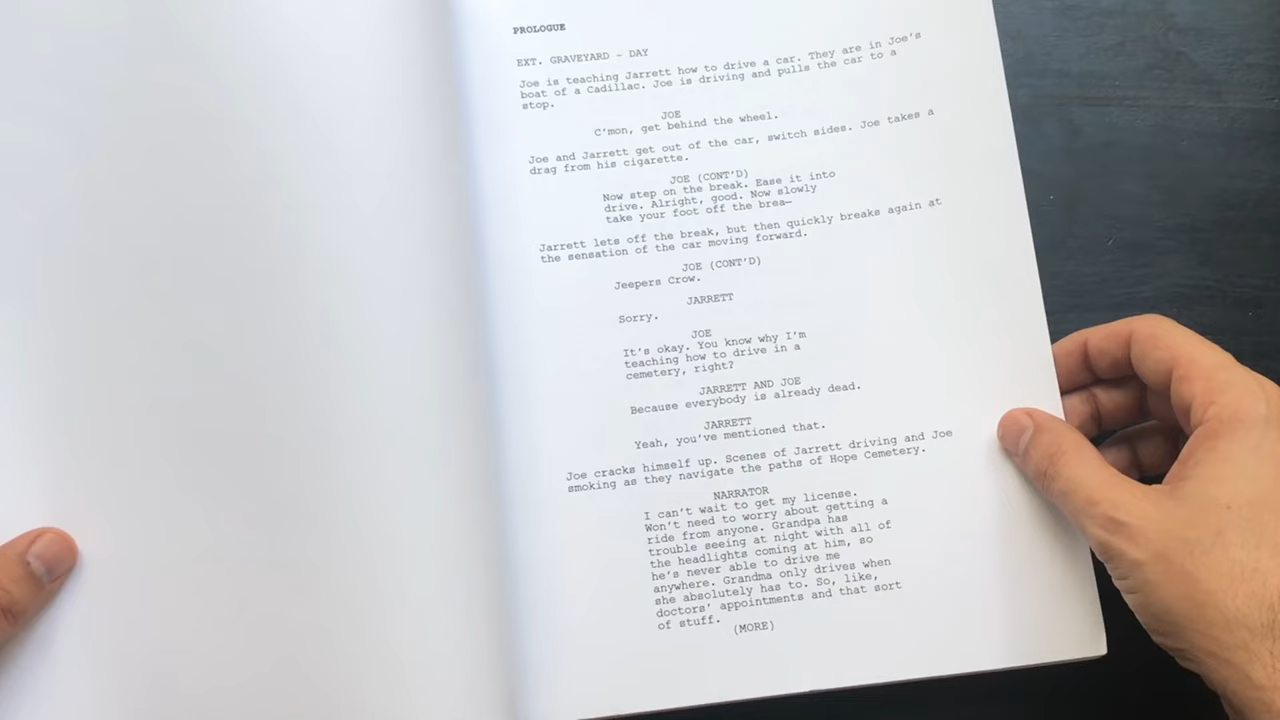 PROLOGUE
EXT. GRAVEYARD – DAY
Joe is teaching Jarrett how to drive a car. They are in Joe's
boat of a Cadillac. Joe is driving and pulls the car to a
stop.
JOE
C'mon, get behind the wheel.
Joe and Jarrett get out of the car, switch sides. Joe takes a
drag from his cigarette.
JOE (CONT'D)
Now step on the break. Ease it into
drive. Alright, good. Now slowly
take your foot off the brea—
Jarrett lets off the break, but then quickly breaks again at
the sensation of the car moving forward.
JOE (CONT'D)
Jeepers Crow.
JARRETT
Sorry.
JOE
It's okay. You know why I'm
teaching how to drive in a
cemetery, right?
JARRETT AND JOE
Because everybody is already dead.
JARRETT
Yeah, you've mentioned that.
Joe cracks himself up. Scenes of Jarrett driving and Joe
smoking as they navigate the paths of Hope Cemetery.
NARRATOR
I can't wait to get my license.
Won't need to worry about getting a
ride from anyone. Grandpa has
trouble seeing at night with all of
the headlights coming at him, so
he's never able to drive me
anywhere. Grandma only drives when
she absolutely has to. So, like,
doctors' appointments and that sort
of stuff.
(MORE)